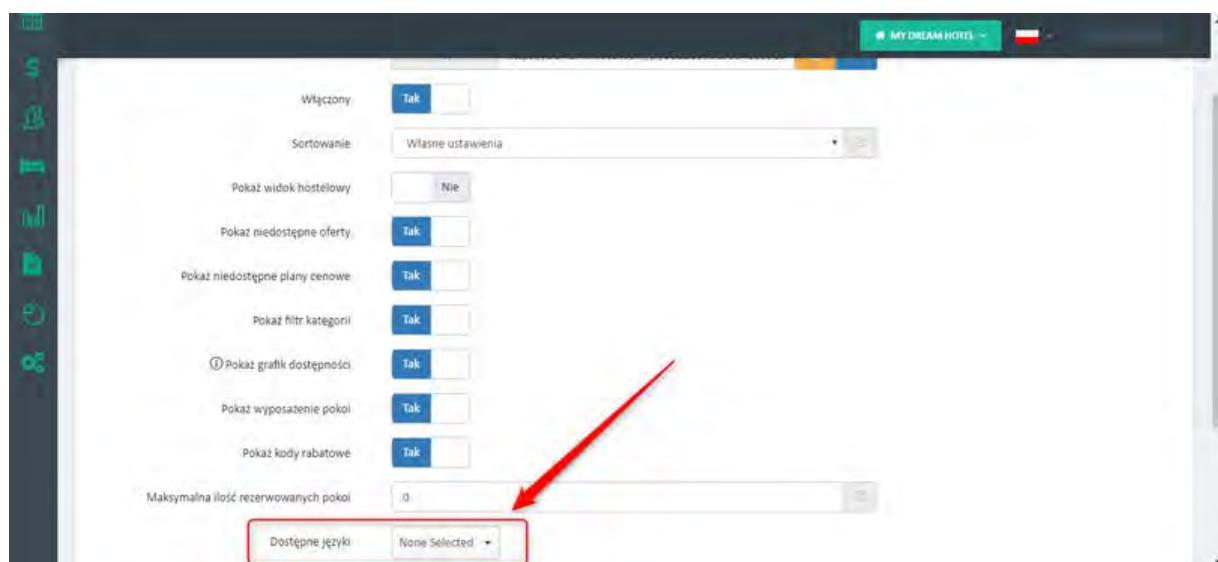 MY DREAM HOTEL
Włączony Tak
Sortowanie Własne ustawienia
Pokaż widok hostelowy Nie
Pokaż niedostępne oferty Tak
Pokaż niedostępne plany cenowe Tak
Pokaż filtr kategorii Tak
Pokaż grafik dostępności Tak
Pokaż wyposażenie pokoi Tak
Pokaż kody rabatowe Tak
Maksymalna ilość rezerwowanych pokoi 0
Dostępne języki None Selected